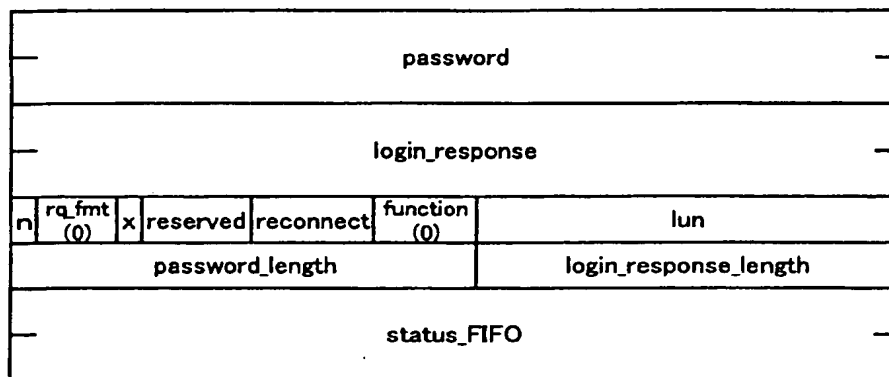 password
login_response
n rq_fmt (0) x reserved reconnect function (0) lun
password_length login_response_length
status_FIFO